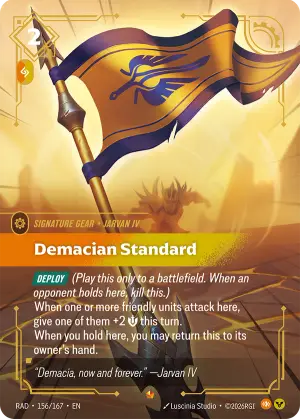 2
SIGNATURE GEAR • JARVAN IV
Demacian Standard
DEPLOY (Play this only to a battlefield. When an
opponent holds here, kill this.)
When one or more friendly units attack here,
give one of them +2 this turn.
When you hold here, you may return this to its
owner's hand.
"Demacia, now and forever." —Jarvan IV
RAD • 156/167 • EN Luscinia Studio • ©2026RGI